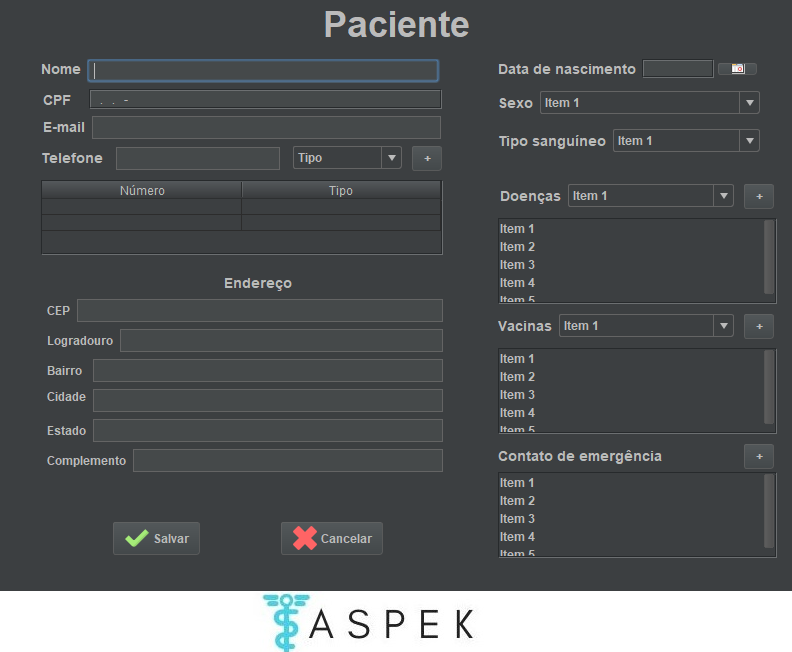 Paciente
Nome
CPF . . -
E-mail
Telefone Tipo +
Número Tipo
Endereço
CEP
Logradouro
Bairro
Cidade
Estado
Complemento
Salvar Cancelar
Data de nascimento
Sexo Item 1
Tipo sanguíneo Item 1
Doenças Item 1 +
Item 1
Item 2
Item 3
Item 4
Item 5
Vacinas Item 1 +
Item 1
Item 2
Item 3
Item 4
Item 5
Contato de emergência +
Item 1
Item 2
Item 3
Item 4
Item 5
ASPEK